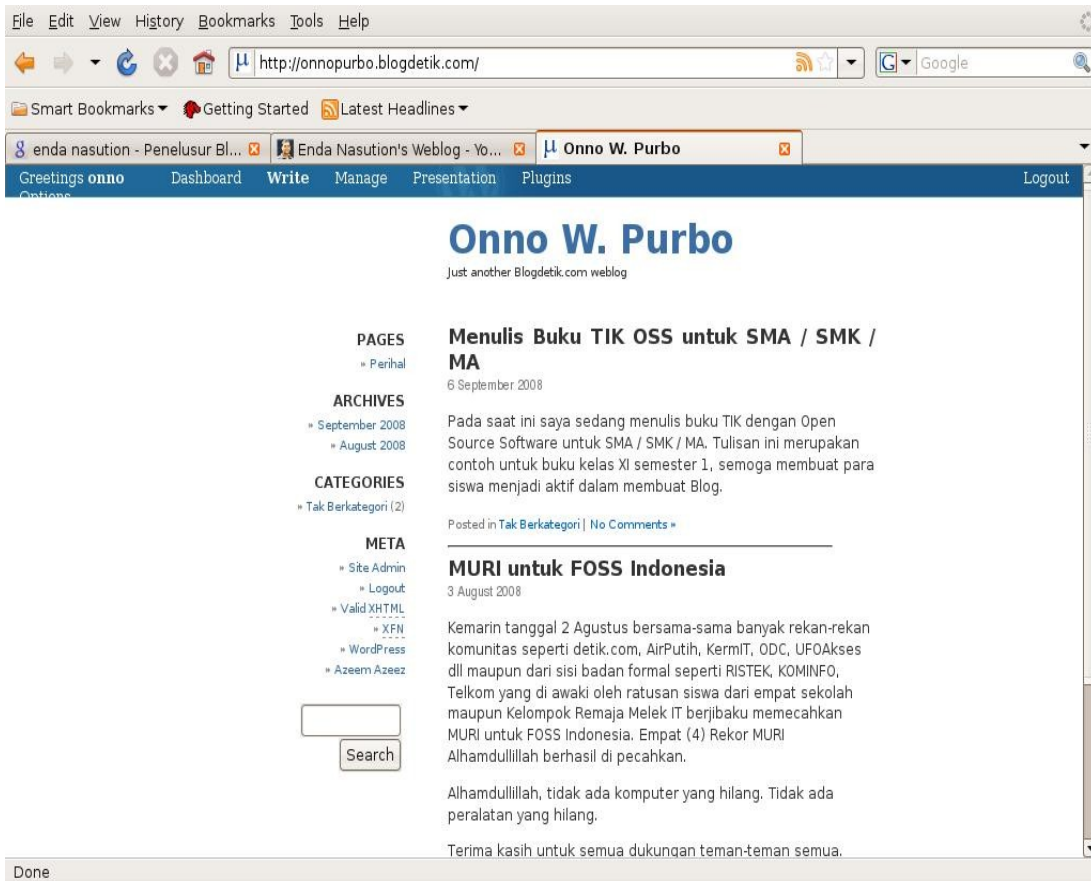 File Edit View History Bookmarks Tools Help
http://onnopurbo.blogdetik.com/
G Google
Smart Bookmarks Getting Started Latest Headlines
enda nasution - Penelusur Bl... Enda Nasution's Weblog - Yo... μ Onno W. Purbo
Greetings onno Dashboard Write Manage Presentation Plugins Logout
Options
Onno W. Purbo
Just another Blogdetik.com weblog
PAGES
» Perihal
ARCHIVES
» September 2008
» August 2008
CATEGORIES
» Tak Berkategori (2)
META
» Site Admin
» Logout
» Valid XHTML
» XFN
» WordPress
» Azeem Azeez
Search
Menulis Buku TIK OSS untuk SMA / SMK /
MA
6 September 2008
Pada saat ini saya sedang menulis buku TIK dengan Open
Source Software untuk SMA / SMK / MA. Tulisan ini merupakan
contoh untuk buku kelas XI semester 1, semoga membuat para
siswa menjadi aktif dalam membuat Blog.
Posted in Tak Berkategori | No Comments »
MURI untuk FOSS Indonesia
3 August 2008
Kemarin tanggal 2 Agustus bersama-sama banyak rekan-rekan
komunitas seperti detik.com, AirPutih, KermIT, ODC, UFOAkses
dll maupun dari sisi badan formal seperti RISTEK, KOMINFO,
Telkom yang di awaki oleh ratusan siswa dari empat sekolah
maupun Kelompok Remaja Melek IT berjibaku memecahkan
MURI untuk FOSS Indonesia. Empat (4) Rekor MURI
Alhamdullillah berhasil di pecahkan.
Alhamdullillah, tidak ada komputer yang hilang. Tidak ada
peralatan yang hilang.
Terima kasih untuk semua dukungan teman-teman semua.
Done